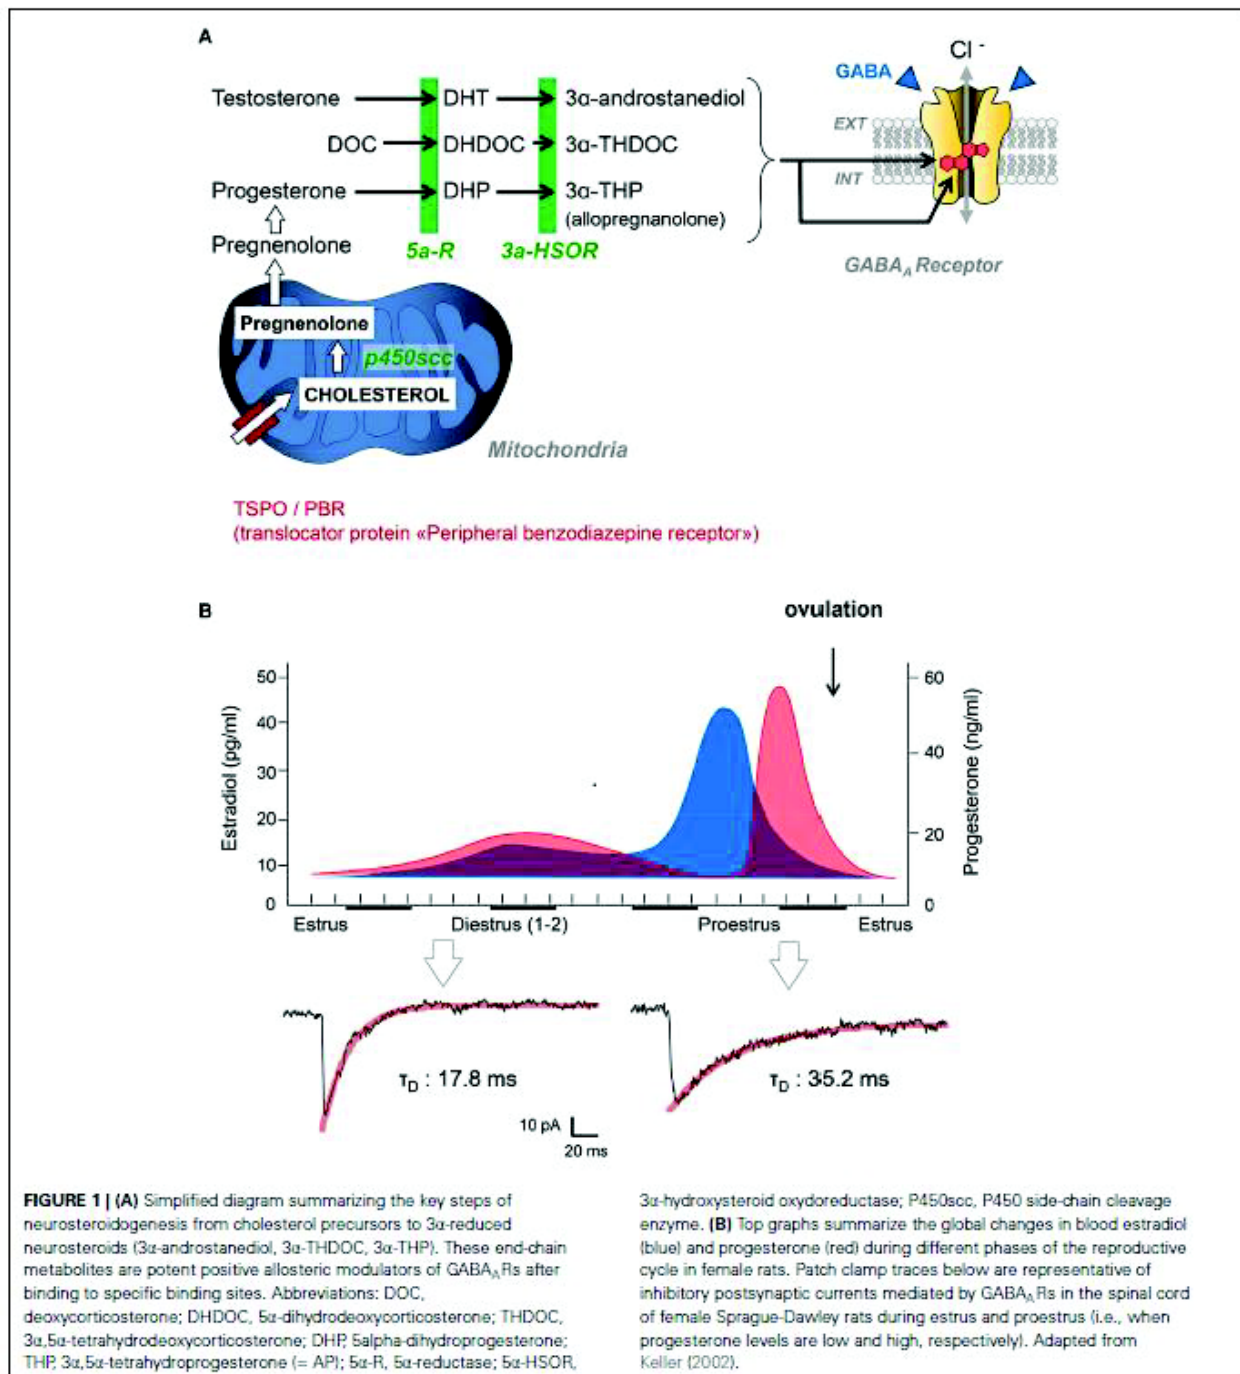 A
Testosterone DHT 3α-androstanediol
DOC DHDOC 3α-THDOC
Progesterone DHP 3α-THP
(allopregnanolone)
Pregnenolone
5a-R 3a-HSOR
Pregnenolone
p450scc
CHOLESTEROL
Mitochondria
Cl -
GABA
EXT
INT
GABAA Receptor
TSPO / PBR
(translocator protein «Peripheral benzodiazepine receptor»)
B
ovulation
Estradiol (pg/ml)
50
40
30
20
10
0
60
40
20
0
Progesterone (ng/ml)
Estrus Diestrus (1-2) Proestrus Estrus
τD : 17.8 ms
τD : 35.2 ms
10 pA
20 ms
FIGURE 1 | (A) Simplified diagram summarizing the key steps of
neurosteroidogenesis from cholesterol precursors to 3α-reduced
neurosteroids (3α-androstanediol, 3α-THDOC, 3α-THP). These end-chain
metabolites are potent positive allosteric modulators of GABAARs after
binding to specific binding sites. Abbreviations: DOC,
deoxycorticosterone; DHDOC, 5α-dihydrodeoxycorticosterone; THDOC,
3α,5α-tetrahydrodeoxycorticosterone; DHP, 5alpha-dihydroprogesterone;
THP, 3α,5α-tetrahydroprogesterone (= AP); 5α-R, 5α-reductase; 5α-HSOR,
3α-hydroxysteroid oxydoreductase; P450scc, P450 side-chain cleavage
enzyme. (B) Top graphs summarize the global changes in blood estradiol
(blue) and progesterone (red) during different phases of the reproductive
cycle in female rats. Patch clamp traces below are representative of
inhibitory postsynaptic currents mediated by GABAARs in the spinal cord
of female Sprague-Dawley rats during estrus and proestrus (i.e., when
progesterone levels are low and high, respectively). Adapted from
Keller (2002).